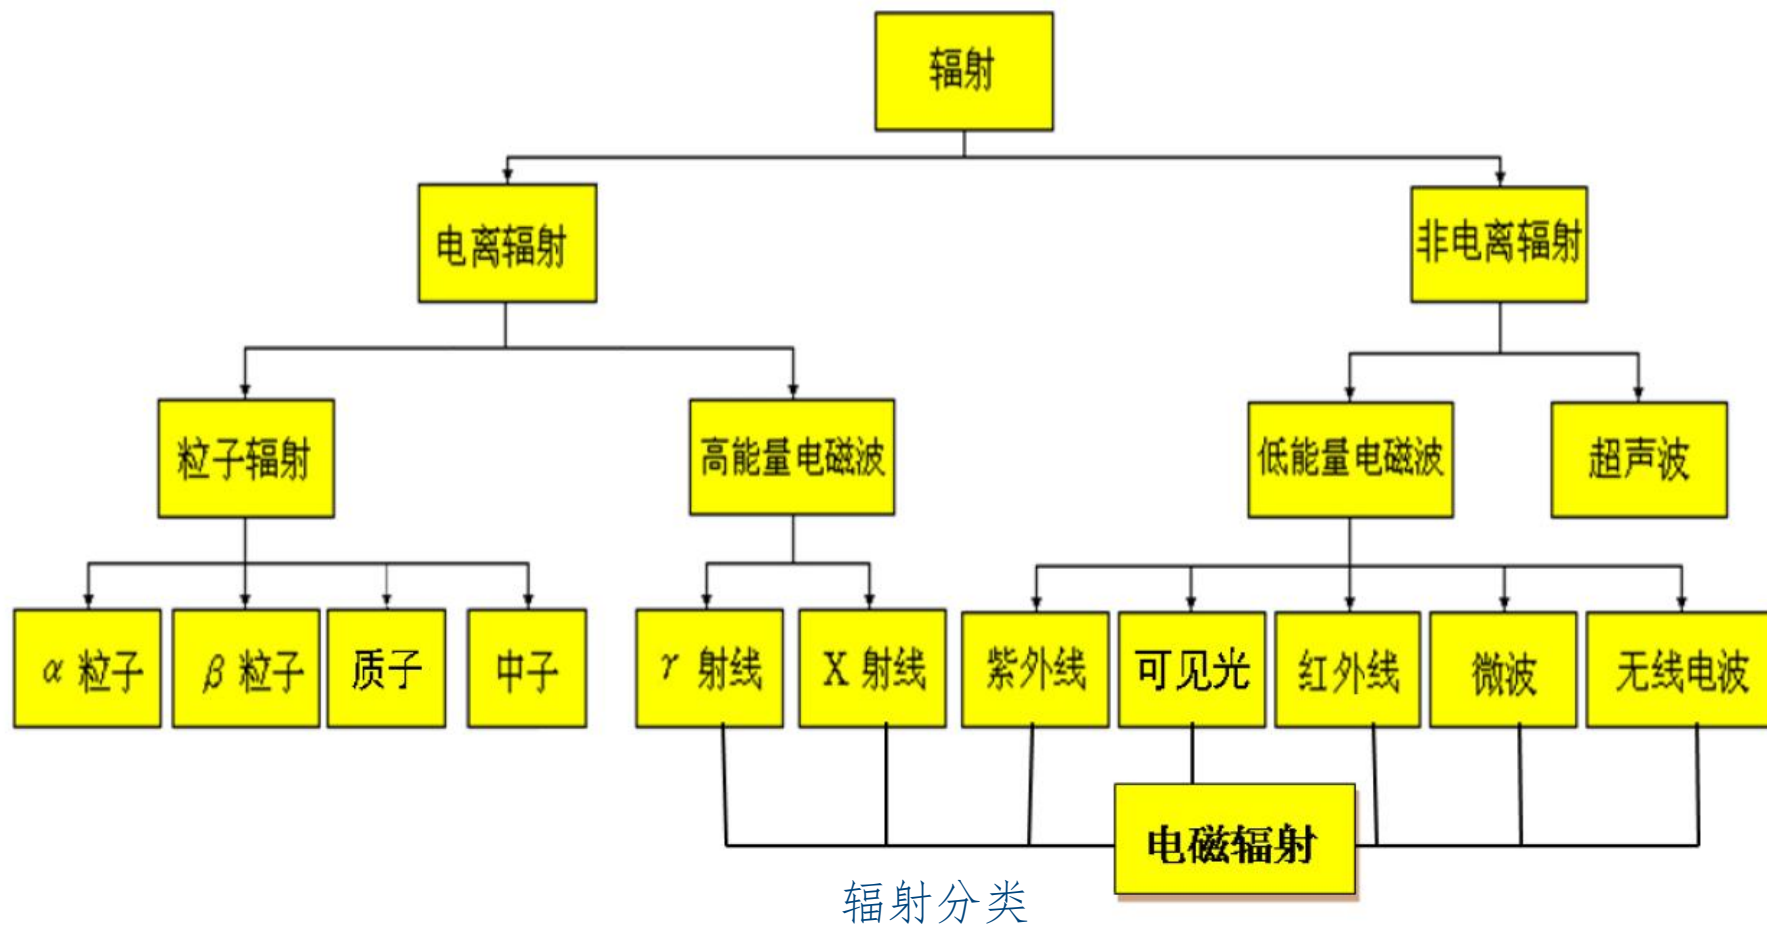 辐射
电离辐射
非电离辐射
粒子辐射
高能量电磁波
低能量电磁波
超声波
α 粒子
β 粒子
质子
中子
γ 射线
X 射线
紫外线
可见光
红外线
微波
无线电波
电磁辐射
辐射分类